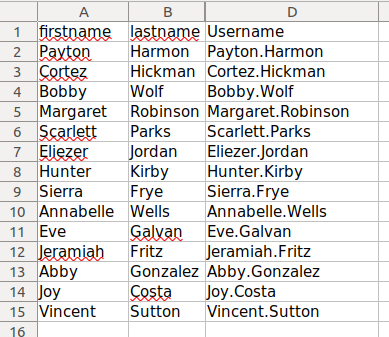 A B D
1 firstname lastname Username
2 Payton Harmon Payton.Harmon
3 Cortez Hickman Cortez.Hickman
4 Bobby Wolf Bobby.Wolf
5 Margaret Robinson Margaret.Robinson
6 Scarlett Parks Scarlett.Parks
7 Eliezer Jordan Eliezer.Jordan
8 Hunter Kirby Hunter.Kirby
9 Sierra Frye Sierra.Frye
10 Annabelle Wells Annabelle.Wells
11 Eve Galvan Eve.Galvan
12 Jeramiah Fritz Jeramiah.Fritz
13 Abby Gonzalez Abby.Gonzalez
14 Joy Costa Joy.Costa
15 Vincent Sutton Vincent.Sutton
16